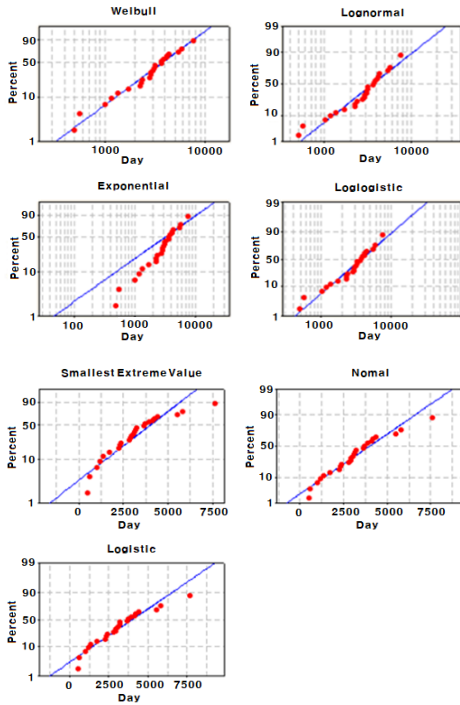 Weibull
Percent
90
50
10
1
1000
10000
Day
Lognormal
Percent
99
90
50
10
1
1000
10000
Day
Exponential
Percent
90
50
10
1
100
1000
10000
Day
Loglogistic
Percent
99
90
50
10
1
1000
10000
Day
Smallest Extreme Value
Percent
90
50
10
1
0
2500
5000
7500
Day
Nomal
Percent
99
90
50
10
1
0
2500
5000
7500
Day
Logistic
Percent
99
90
50
10
1
0
2500
5000
7500
Day